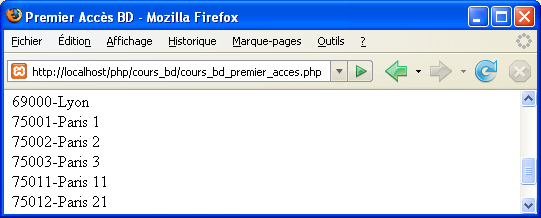 Premier Accès BD - Mozilla Firefox
Fichier Édition Affichage Historique Marque-pages Outils ?
http://localhost/php/cours_bd/cours_bd_premier_acces.php
69000-Lyon
75001-Paris 1
75002-Paris 2
75003-Paris 3
75011-Paris 11
75012-Paris 21